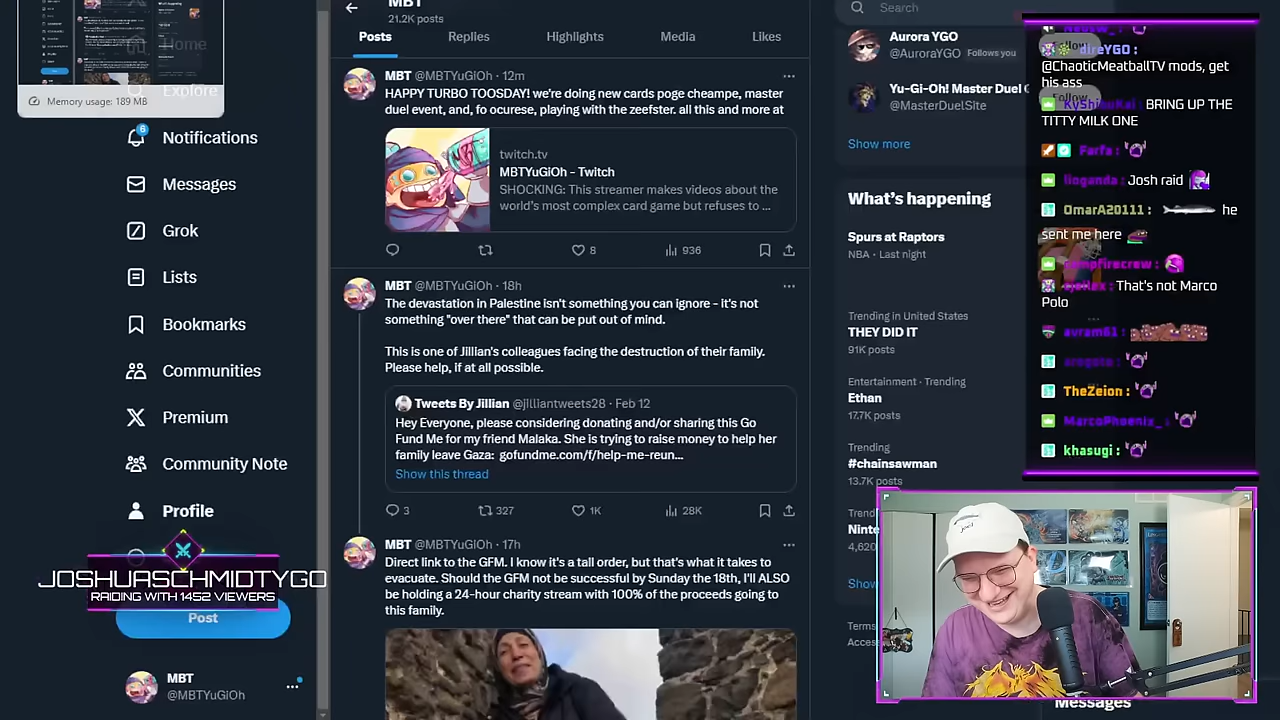 Memory usage: 189 MB
Home
Explore
Notifications
6
Messages
Grok
Lists
Bookmarks
Communities
Premium
Community Note
Profile
JOSHUASCHMIDTYGO
RAIDING WITH 1452 VIEWERS
Post
MBT
@MBTYuGiOh
MBT
21.2K posts
Posts
Replies
Highlights
Media
Likes
MBT @MBTYuGiOh · 12m
HAPPY TURBO TOOSDAY! we're doing new cards poge cheampe, master
duel event, and, fo once, playing with the geefster. all this and more at
twitch.tv
MBTYuGiOh - Twitch
SHOCKING: This streamer makes videos about the
world's most complex card game but refuses to ...
8
936
MBT @MBTYuGiOh
The devastation in Palestine isn't something you can ignore - it's not
something "over there" that can be put out of mind.
This is one of Jillian's colleagues facing the destruction of their family.
Please help, if at all possible.
Tweets By Jillian @jilliantweets28 · Feb 12
Hey Everyone, please consider donating and/or sharing this Go
Fund Me for my friend Malaka. She is trying to raise money to help her
family leave Gaza: gofundme.com/f/help-me-reun...
Show this thread
3
327
1K
28K
MBT @MBTYuGiOh · 17h
Direct link to the GFM. I know it's a tall order, but that's what it takes to
evacuate. Should the GFM not be successful by Sunday the 18th, I'll ALSO
be having a 24-hour charity stream with 100% of the proceeds going to
this family.
Search
Aurora YGO
@AuroraYGO Follows you
Yu-Gi-Oh! Master Duel
@MasterDuelSite
Show more
What's happening
Spurs at Raptors
NBA · Last night
Trending in United States
THEY DID IT
91K posts
Entertainment · Trending
Ethan
17.7K posts
Trending
#chainsawman
13.7K posts
Trend
Ninte
4,620
Show
Terms
Acces
Messages
direYGO :
@ChaoticMeatballTV mods, get
his ass
BRING UP THE
TITTY MILK ONE
Farfa :
lioganda : Josh raid
OmarA20111 : he
sent me here
That's not Marco
Polo
avram61 :
TheZeion :
MarcoPhoenix_ :
khasugi :